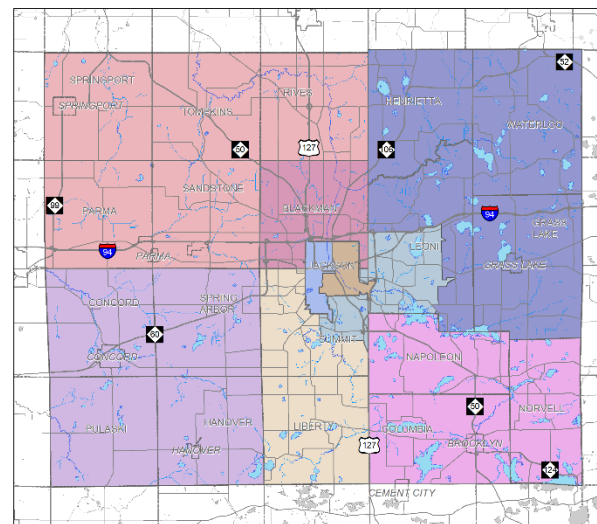 52
SPRINGPORT
RIVES
HENRIETTA
SPRINGPORT
TOMPKINS
WATERLOO
50
127
106
SANDSTONE
99
PARMA
BLACKMAN
94
GRASS
LAKE
94
PARMA
JACKSON
LEONI
GRASS LAKE
CONCORD
SPRING
ARBOR
60
SUMMIT
CONCORD
NAPOLEON
50
NORVELL
PULASKI
HANOVER
LIBERTY
COLUMBIA
HANOVER
127
BROOKLYN
124
CEMENT CITY